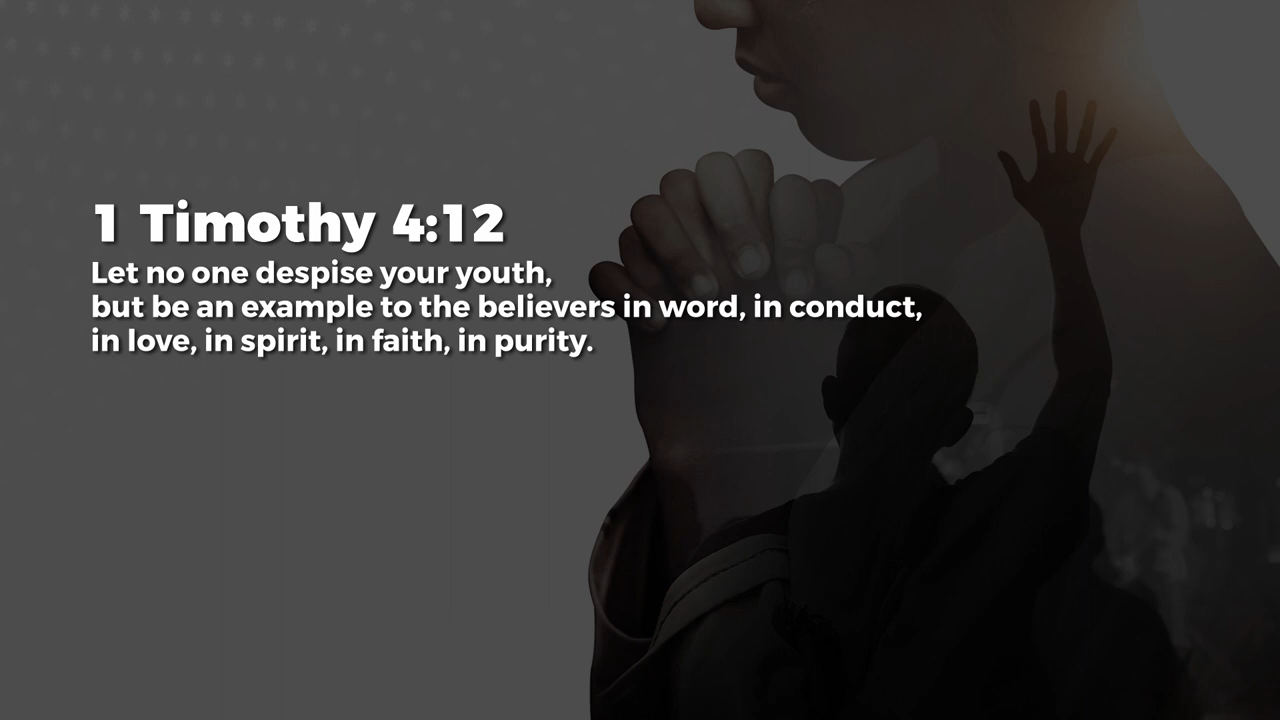 1 Timothy 4:12
Let no one despise your youth,
but be an example to the believers in word, in conduct,
in love, in spirit, in faith, in purity.